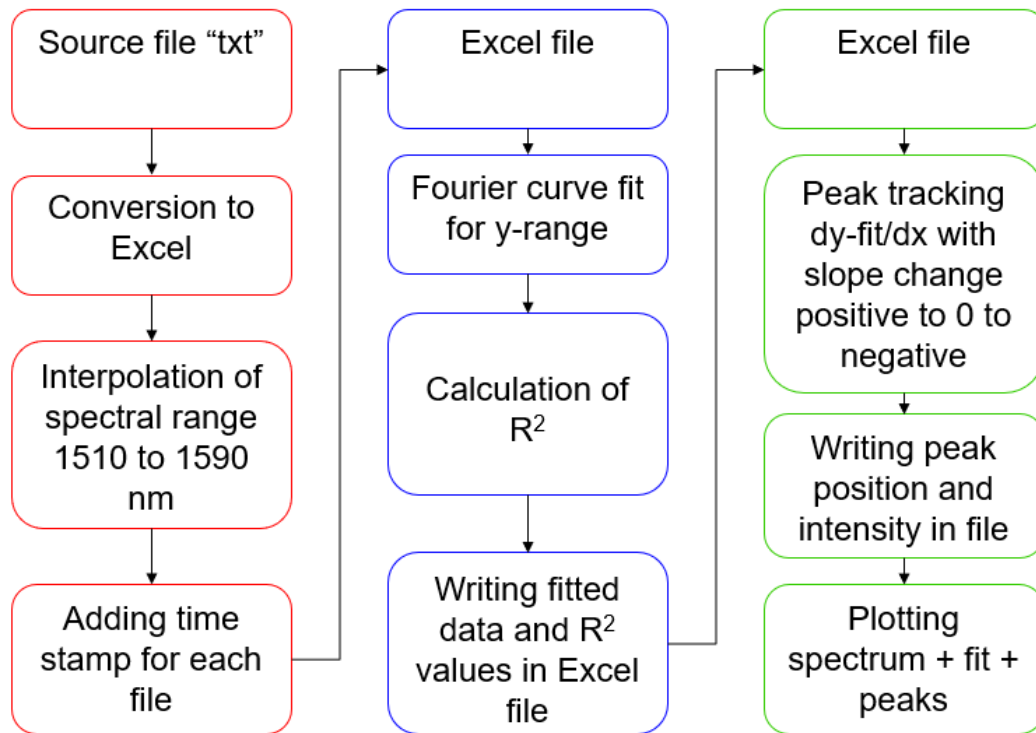 Source file “txt”
Conversion to
Excel
Interpolation of
spectral range
1510 to 1590
nm
Adding time
stamp for each
file
Excel file
Fourier curve fit
for y-range
Calculation of
R²
Writing fitted
data and R²
values in Excel
file
Excel file
Peak tracking
dy-fit/dx with
slope change
positive to 0 to
negative
Writing peak
position and
intensity in file
Plotting
spectrum + fit +
peaks